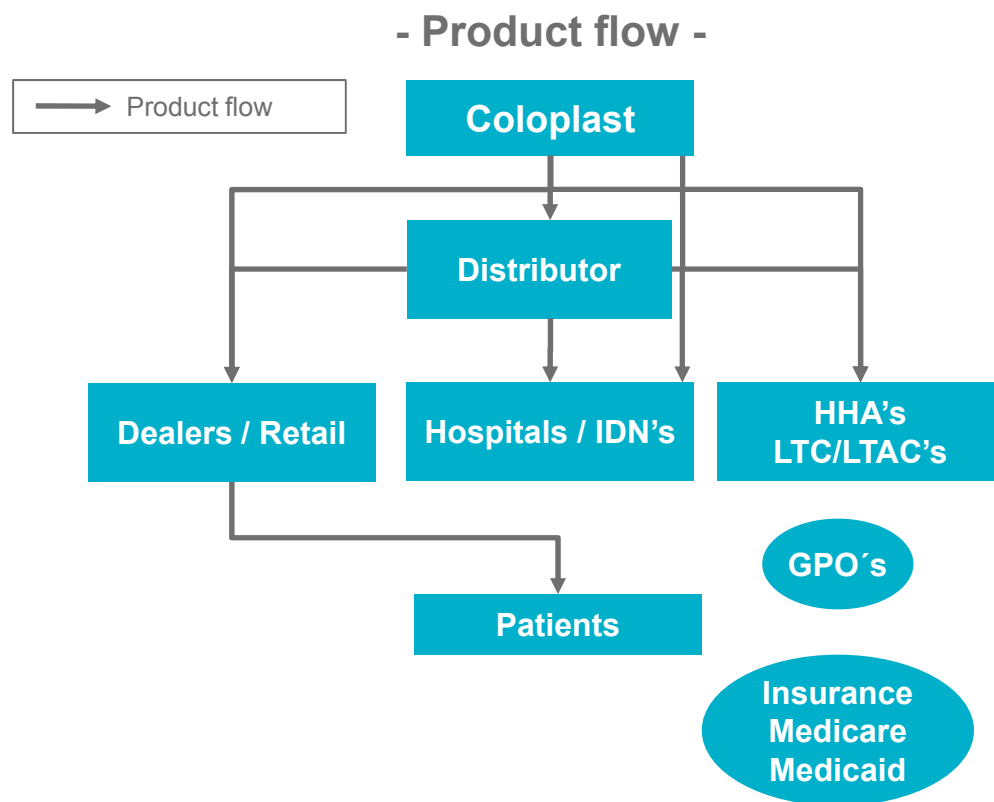 - Product flow -
Product flow
Coloplast
Distributor
Dealers / Retail
Hospitals / IDN’s
HHA’s
LTC/LTAC’s
GPO´s
Patients
Insurance
Medicare
Medicaid